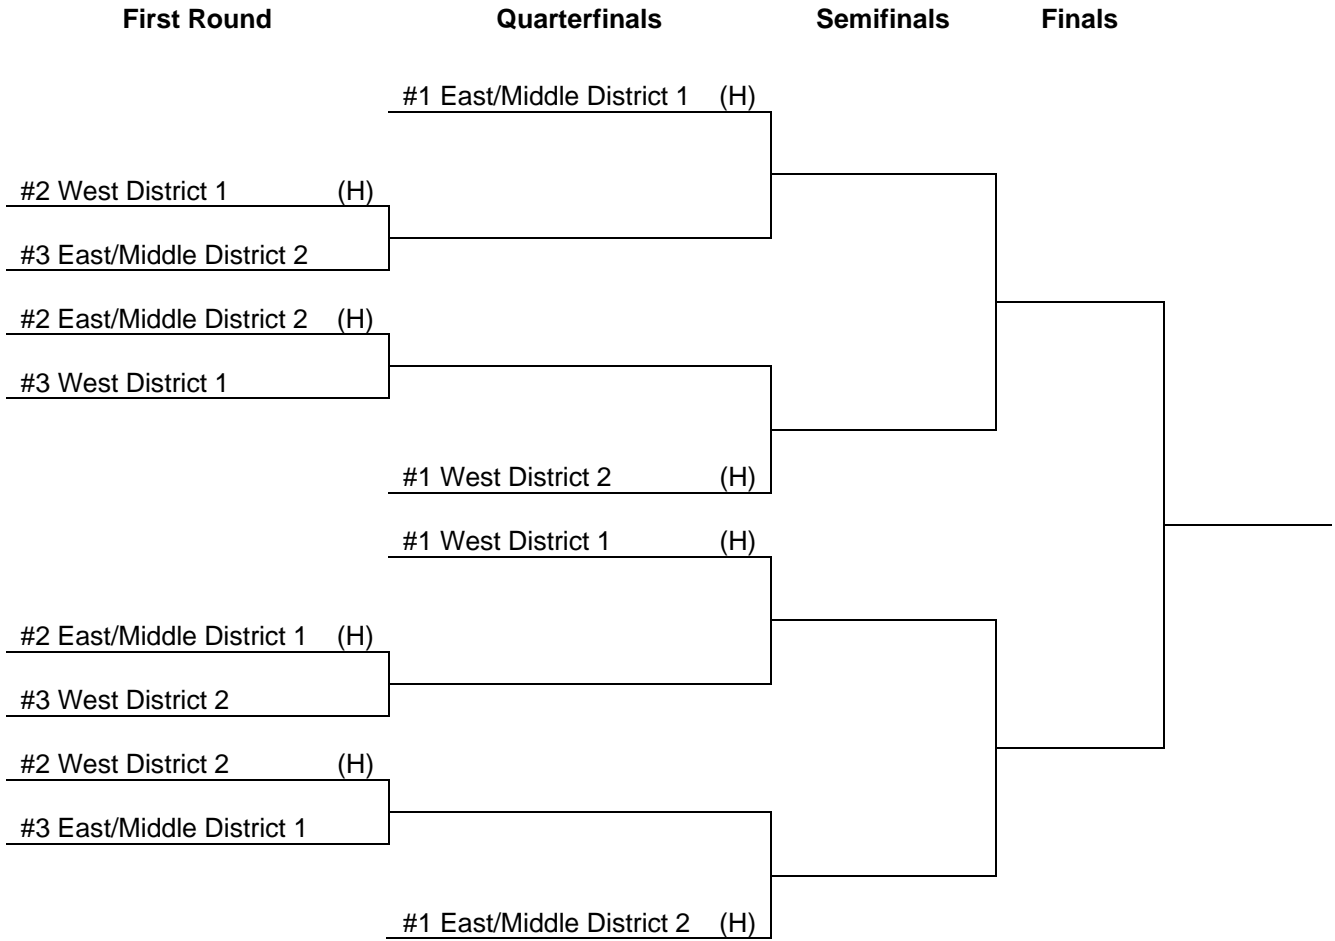 First Round Quarterfinals Semifinals Finals
#1 East/Middle District 1 (H)
#2 West District 1 (H)
#3 East/Middle District 2
#2 East/Middle District 2 (H)
#3 West District 1
#1 West District 2 (H)
#1 West District 1 (H)
#2 East/Middle District 1 (H)
#3 West District 2
#2 West District 2 (H)
#3 East/Middle District 1
#1 East/Middle District 2 (H)